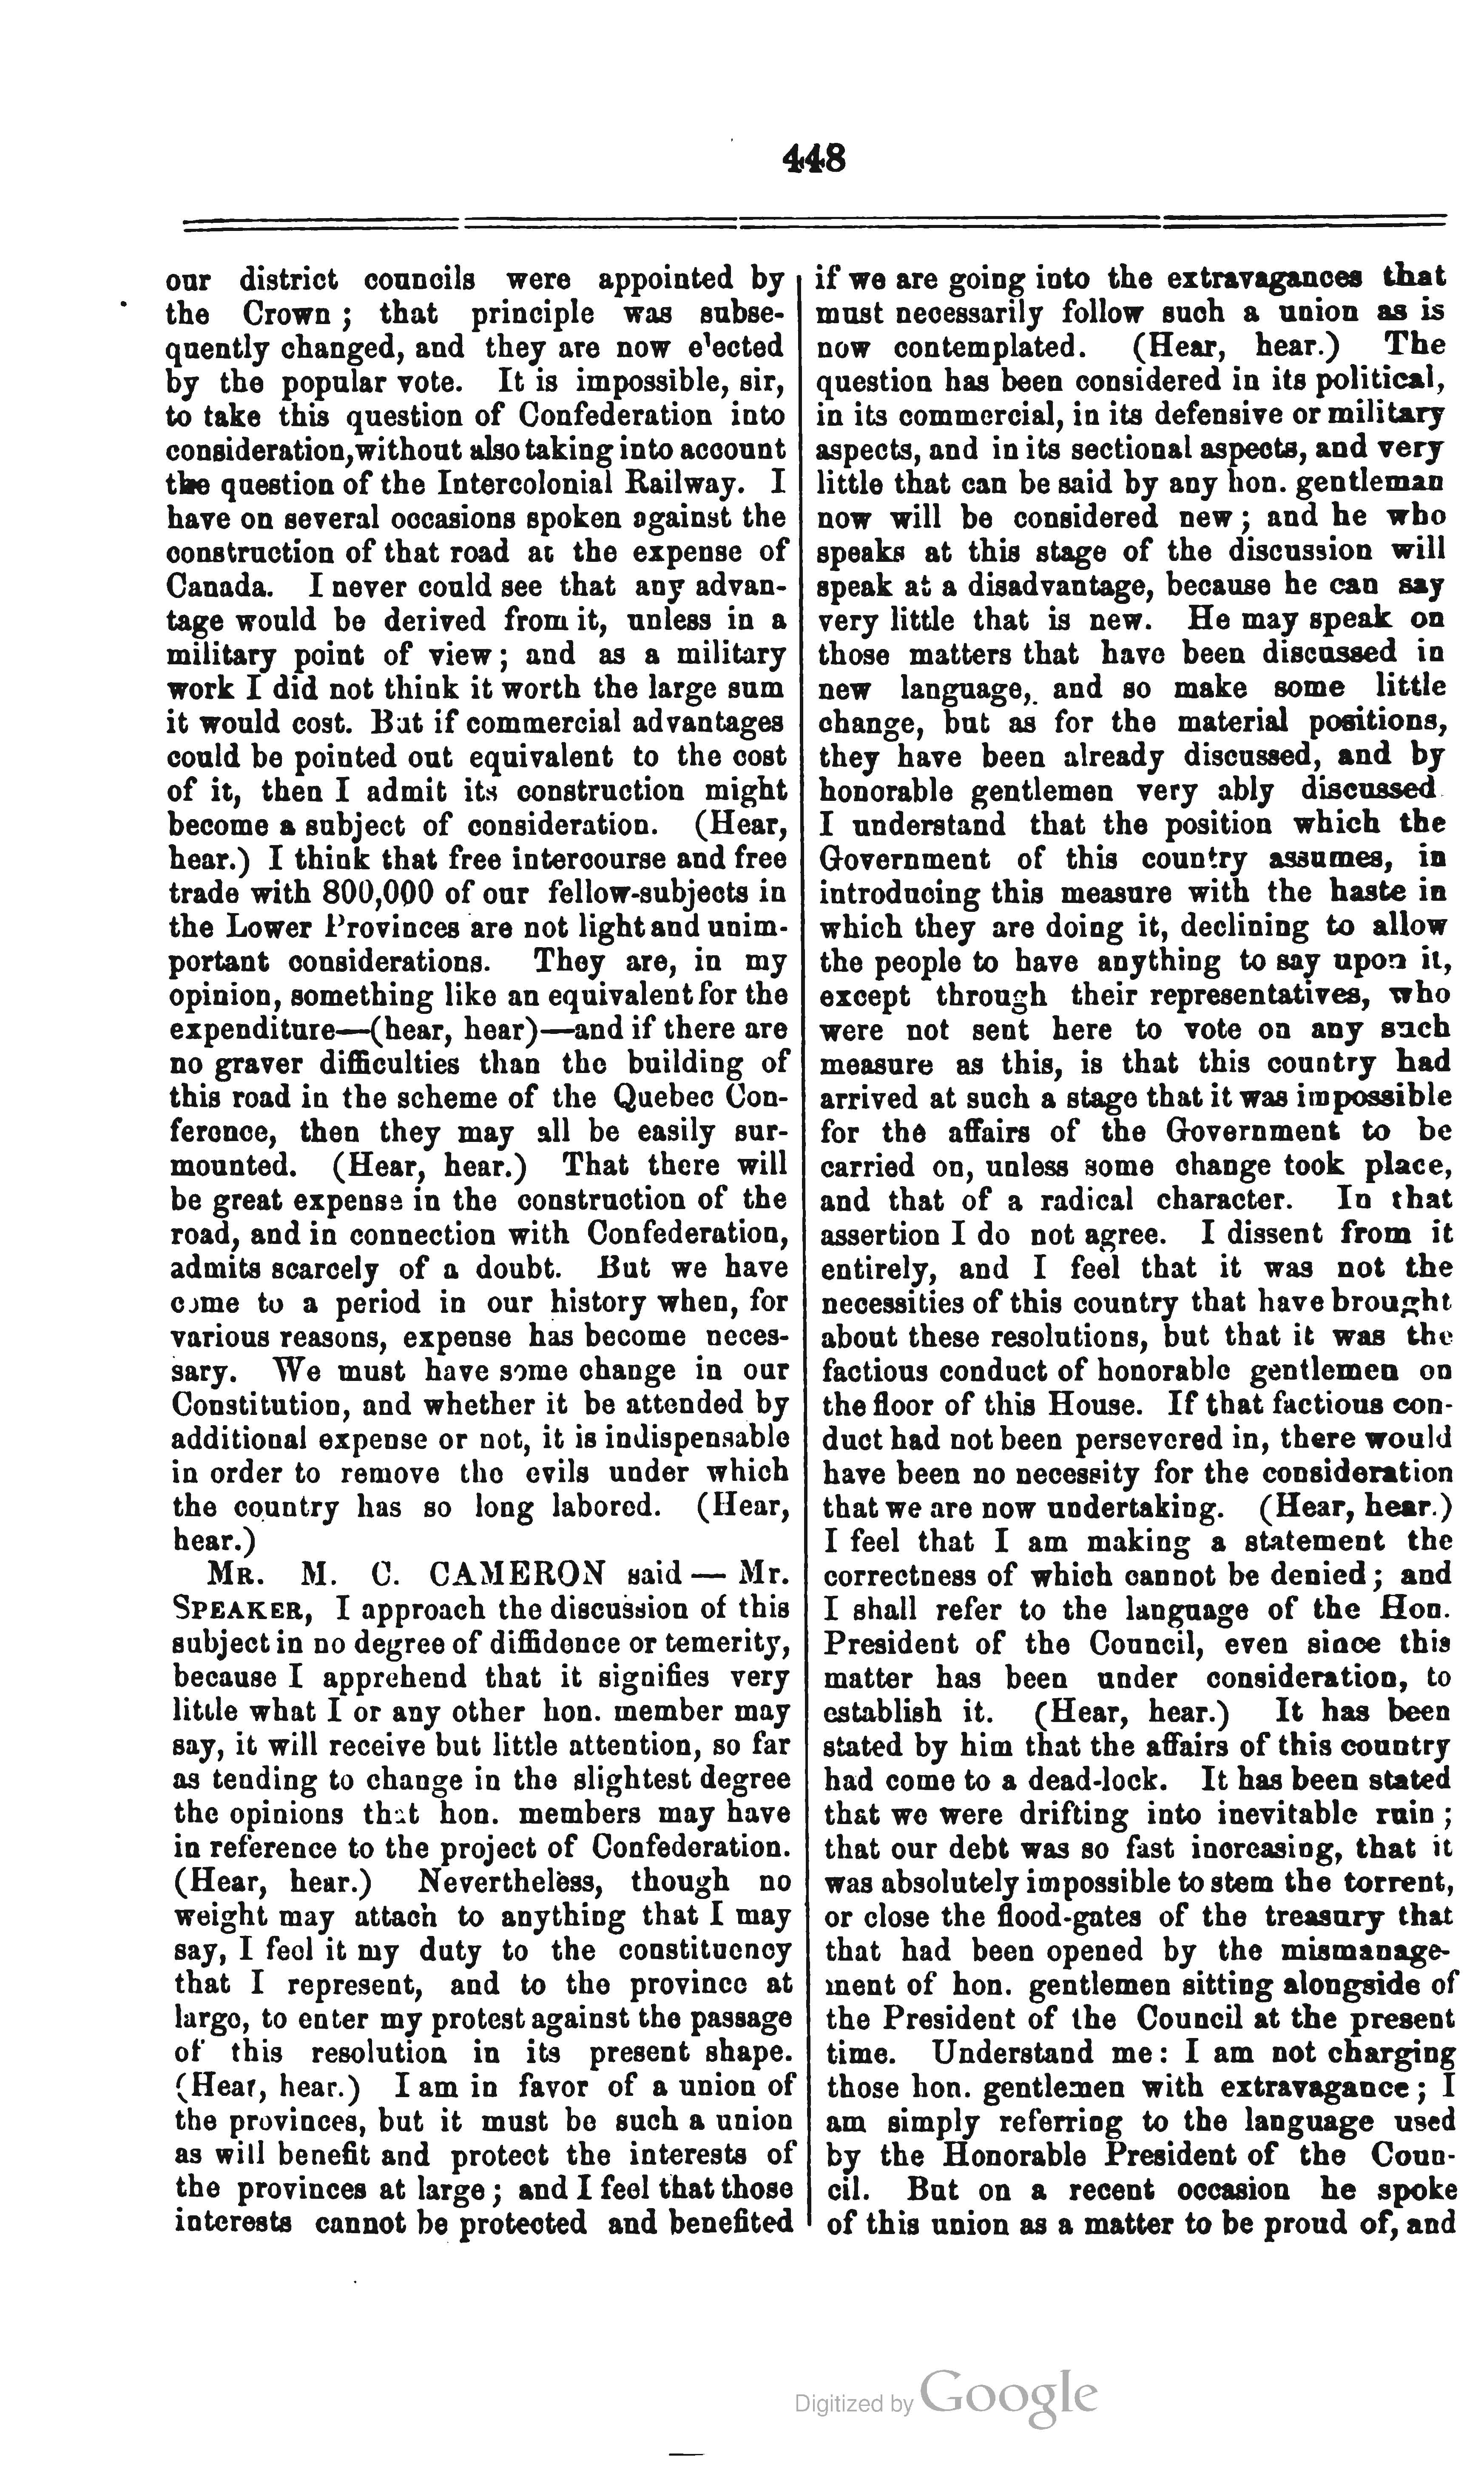 448
our district councils were appointed by
the Crown ; that principle was subse-
quently changed, and they are now elected
by the popular vote. It is impossible, sir,
to take this question of Confederation into
consideration, without also taking into account
the question of the Intercolonial Railway. I
have on several occasions spoken against the
construction of that road at the expense of
Canada. I never could see that any advan-
tage would be derived from it, unless in a
military point of view ; and as a military
work I did not think it worth the large sum
it would cost. But if commercial advantages
could be pointed out equivalent to the cost
of it, then I admit its construction might
become a subject of consideration. (Hear,
hear.) I think that free intercourse and free
trade with 800,000 of our fellow-subjects in
the Lower Provinces are not light and unim-
portant considerations. They are, in my
opinion, something like an equivalent for the
expenditure—(hear, hear)—and if there are
no graver difficulties than the building of
this road in the scheme of the Quebec Con-
ference, then they may all be easily sur-
mounted. (Hear, hear.) That there will
be great expense in the construction of the
road, and in connection with Confederation,
admits scarcely of a doubt. But we have
come to a period in our history when, for
various reasons, expense has become neces-
sary. We must have some change in our
Constitution, and whether it be attended by
additional expense or not, it is indispensable
in order to remove the evils under which
the country has so long labored. (Hear,
hear.)
MR. M. C. CAMERON said — Mr.
SPEAKER, I approach the discussion of this
subject in no degree of diffidence or temerity,
because I apprehend that it signifies very
little what I or any other hon. member may
say, it will receive but little attention, so far
as tending to change in the slightest degree
the opinions that hon. members may have
in reference to the project of Confederation.
(Hear, hear.) Nevertheless, though no
weight may attach to anything that I may
say, I feel it my duty to the constituency
that I represent, and to the province at
large, to enter my protest against the passage
of this resolution in its present shape.
(Hear, hear.) I am in favor of a union of
the provinces, but it must be such a union
as will benefit and protect the interests of
the provinces at large ; and I feel that those
interests cannot be protected and benefited
if we are going into the extravagances that
must necessarily follow such a union as is
now contemplated. (Hear, hear.) The
question has been considered in its political,
in its commercial, in its defensive or military
aspects, and in its sectional aspects, and very
little that can be said by any hon. gentleman
now will be considered new ; and he who
speaks at this stage of the discussion will
speak at a disadvantage, because he can say
very little that is new. He may speak on
those matters that have been discussed in
new language, and so make some little
change, but as for the material positions,
they have been already discussed, and by
honorable gentlemen very ably discussed
I understand that the position which the
Government of this country assumes, in
introducing this measure with the haste in
which they are doing it, declining to allow
the people to have anything to say upon it,
except through their representatives, who
were not sent here to vote on any such
measure as this, is that this country had
arrived at such a stage that it was impossible
for the affairs of the Government to be
carried on, unless some change took place,
and that of a radical character. In that
assertion I do not agree. I dissent from it
entirely, and I feel that it was not the
necessities of this country that have brought
about these resolutions, but that it was the
factious conduct of honorable gentlemen on
the floor of this House. If that factious con-
duct had not been persevered in, there would
have been no necessity for the consideration
that we are now undertaking. (Hear, hear.)
I feel that I am making a statement the
correctness of which cannot be denied ; and
I shall refer to the language of the Hon.
President of the Council, even since this
matter has been under consideration, to
establish it. (Hear, hear.) It has been
stated by him that the affairs of this country
had come to a dead-lock. It has been stated
that we were drifting into inevitable ruin ;
that our debt was so fast increasing, that it
was absolutely impossible to stem the torrent,
or close the flood-gates of the treasury that
that had been opened by the mismanage-
ment of hon. gentlemen sitting alongside of
the President of the Council at the present
time. Understand me : I am not charging
those hon. gentlemen with extravagance ; I
am simply referring to the language used
by the Honorable President of the Coun-
cil. But on a recent occasion he spoke
of this union as a matter to be proud of, and
Digitized by Google